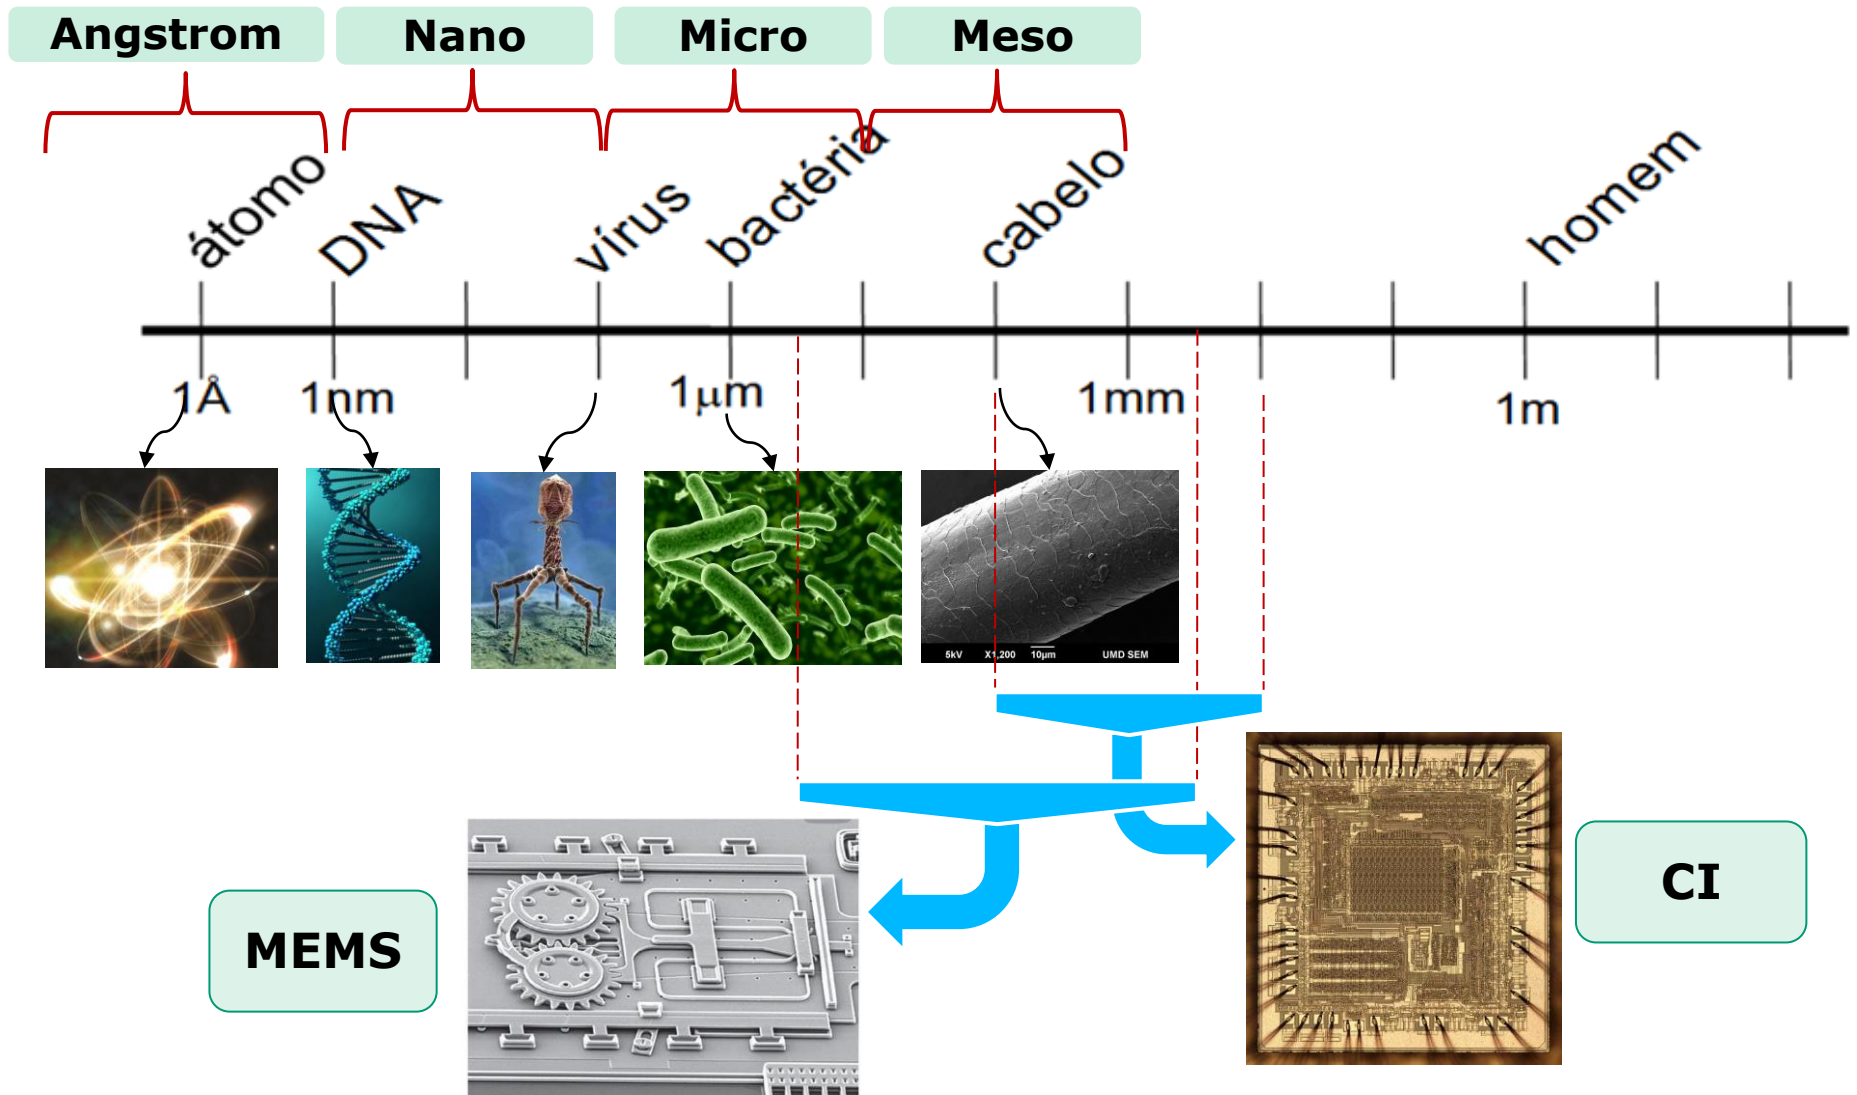 Angstrom
Nano
Micro
Meso
átomo
DNA
vírus
bactéria
cabelo
homem
1Å
1nm
1μm
1mm
1m
5kV X1,200 10μm UMD SEM
MEMS
CI